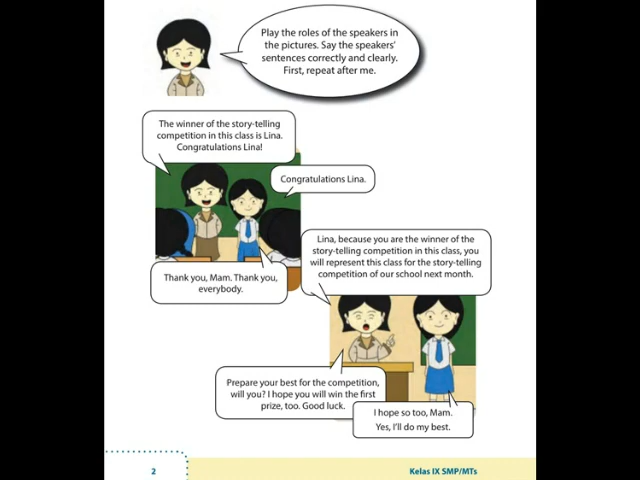 Play the roles of the speakers in
the pictures. Say the speakers'
sentences correctly and clearly.
First, repeat after me.
The winner of the story-telling
competition in this class is Lina.
Congratulations Lina!
Congratulations Lina.
Thank you, Mam. Thank you,
everybody.
Lina, because you are the winner of the
story-telling competition in this class, you
will represent this class for the story-telling
competition of our school next month.
Prepare your best for the competition,
will you? I hope you will win the first
prize, too. Good luck.
I hope so too, Mam.
Yes, I'll do my best.
2
Kelas IX SMP/MTs